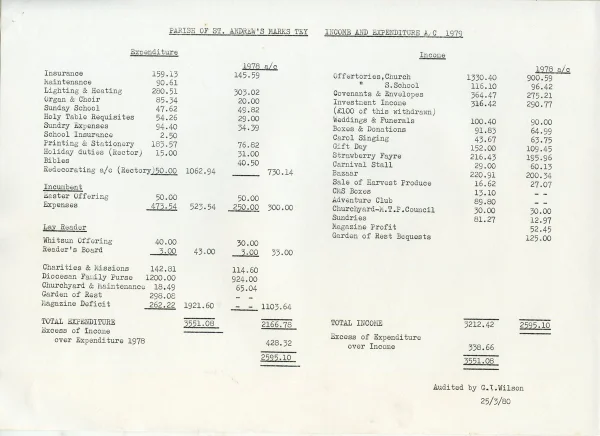 PARISH OF ST. ANDREW'S MARKS TEY INCOME AND EXPENDITURE A/C 1979
Expenditure
1978 a/c
Insurance 159.13 145.59
Maintenance 90.61
Lighting & Heating 280.51 303.02
Organ & Choir 85.34 20.00
Sunday School 47.62 49.82
Holy Table Requisites 54.26 29.00
Sundry Expenses 94.40 34.39
School Insurance 2.50
Printing & Stationery 183.57 76.82
Holiday duties (Rector) 15.00 31.00
Bibles 40.50
Redecorating a/c (Rectory) 50.00 1062.94 — 730.14
Incumbent
Easter Offering 50.00 50.00
Expenses 473.54 523.54 250.00 300.00
Lay Reader
Whitsun Offering 40.00 30.00
Reader's Board 3.00 43.00 3.00 33.00
Charities & Missions 142.81 114.60
Diocesan Family Purse 1200.00 924.00
Churchyard & Maintenance 18.49 65.04
Garden of Rest 298.08 - -
Magazine Deficit 262.22 1921.60 - - 1103.64
TOTAL EXPENDITURE 3551.08 2166.78
Excess of Income
over Expenditure 1978 428.32
2595.10
Income
1978 a/c
Offertories,Church 1330.40 900.59
" S.School 116.10 96.42
Covenants & Envelopes 364.47 275.21
Investment Income 316.42 290.77
(£100 of this withdrawn)
Weddings & Funerals 100.40 90.00
Boxes & Donations 91.83 64.99
Carol Singing 43.67 63.75
Gift Day 152.00 109.45
Strawberry Fayre 216.43 195.96
Carnival Stall 29.00 60.13
Bazaar 220.91 200.34
Sale of Harvest Produce 16.62 27.07
CMS Boxes 13.10 - -
Adventure Club 89.80 - -
Churchyard-M.T.P.Council 30.00 30.00
Sundries 81.27 12.97
Magazine Profit 52.45
Garden of Rest Bequests 125.00
TOTAL INCOME 3212.42 2595.10
Excess of Expenditure
over Income 338.66
3551.08
Audited by G.I.Wilson
25/3/80